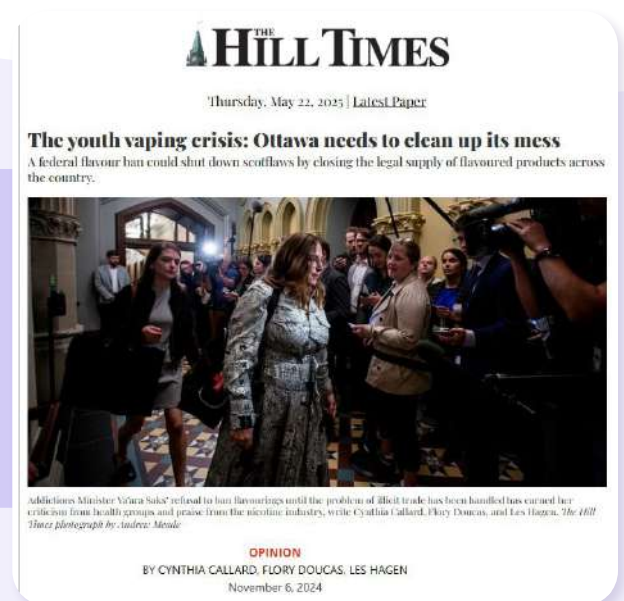 THE HILL TIMES
Thursday, May 22, 2025 | Latest Paper
The youth vaping crisis: Ottawa needs to clean up its mess
A federal flavour ban could shut down scofflaws by closing the legal supply of flavoured products across
the country.
Addictions Minister Ya'ara Saks' refusal to ban flavourings until the problem of illicit trade has been handled has earned her
criticism from health groups and praise from the nicotine industry, write Cynthia Callard, Flory Doucas, and Les Hagen. The Hill
Times photograph by Andrew Meade
OPINION
BY CYNTHIA CALLARD, FLORY DOUCAS, LES HAGEN
November 6, 2024